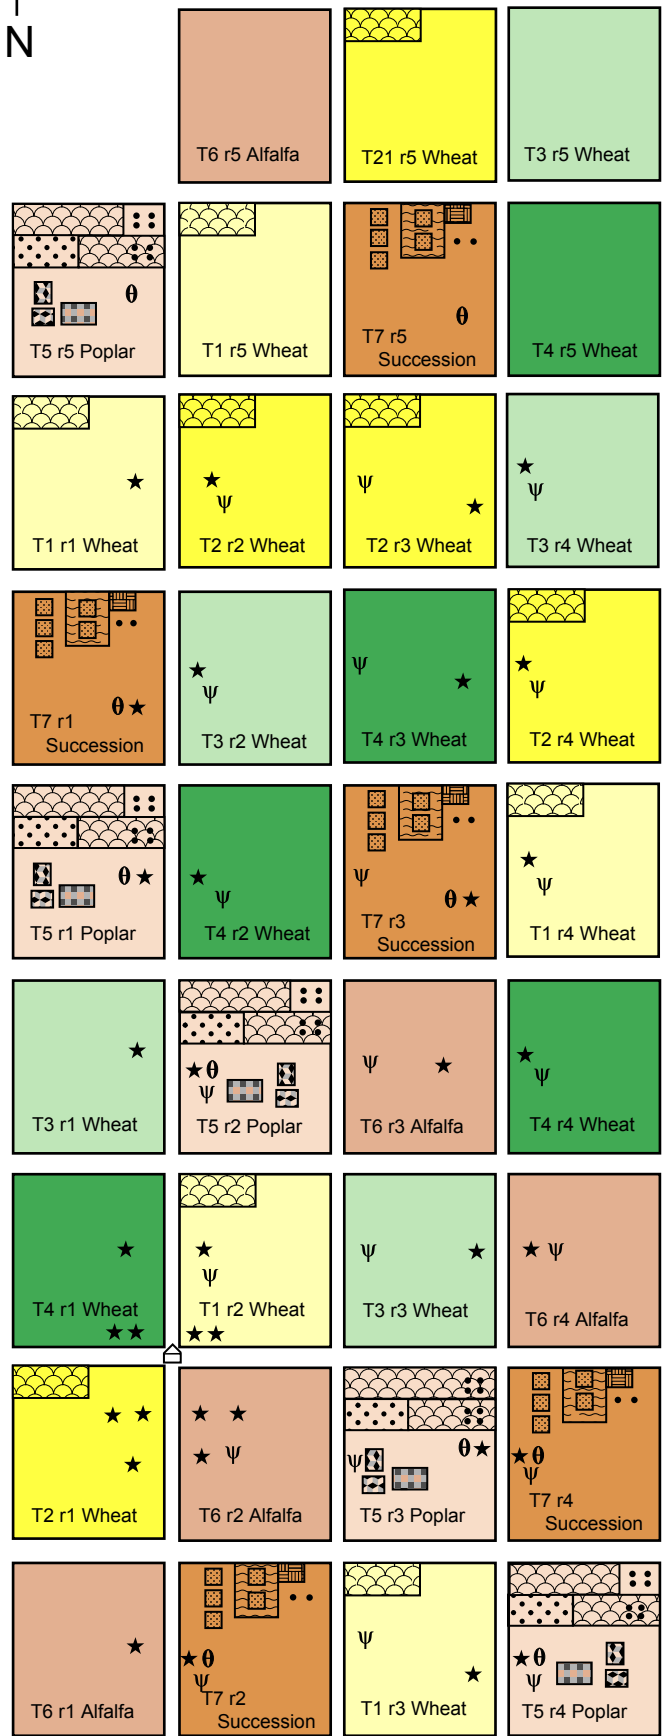 N
T6 r5 Alfalfa
T21 r5 Wheat
T3 r5 Wheat
θ
T5 r5 Poplar
T1 r5 Wheat
θ
T7 r5
Succession
T4 r5 Wheat
T1 r1 Wheat
ψ
T2 r2 Wheat
ψ
T2 r3 Wheat
ψ
T3 r4 Wheat
θ
T7 r1
Succession
ψ
T3 r2 Wheat
ψ
T4 r3 Wheat
ψ
T2 r4 Wheat
θ
T5 r1 Poplar
ψ
T4 r2 Wheat
ψ
θ
T7 r3
Succession
ψ
T1 r4 Wheat
T3 r1 Wheat
θ
ψ
T5 r2 Poplar
ψ
T6 r3 Alfalfa
ψ
T4 r4 Wheat
T4 r1 Wheat
ψ
T1 r2 Wheat
ψ
T3 r3 Wheat
ψ
T6 r4 Alfalfa
T2 r1 Wheat
ψ
T6 r2 Alfalfa
θ
ψ
T5 r3 Poplar
θ
ψ
T7 r4
Succession
T6 r1 Alfalfa
θ
ψ
T7 r2
Succession
ψ
T1 r3 Wheat
θ
ψ
T5 r4 Poplar